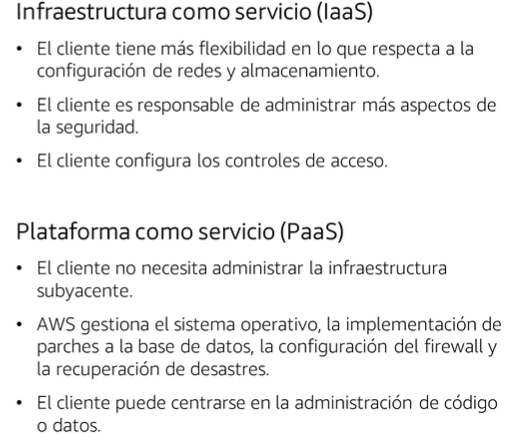 Infraestructura como servicio (IaaS)
• El cliente tiene más flexibilidad en lo que respecta a la
configuración de redes y almacenamiento.
• El cliente es responsable de administrar más aspectos de
la seguridad.
• El cliente configura los controles de acceso.
Plataforma como servicio (PaaS)
• El cliente no necesita administrar la infraestructura
subyacente.
• AWS gestiona el sistema operativo, la implementación de
parches a la base de datos, la configuración del firewall y
la recuperación de desastres.
• El cliente puede centrarse en la administración de código
o datos.